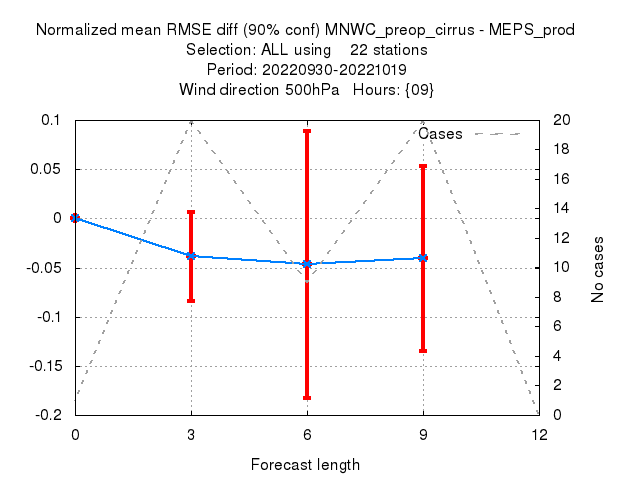 Normalized mean RMSE diff (90% conf) MNWC_preop_cirrus - MEPS_prod
Selection: ALL using    22 stations
Period: 20220930-20221019
Wind direction 500hPa   Hours: {09}
Cases
0.1
0.05
0
-0.05
-0.1
-0.15
-0.2
20
18
16
14
12
10
8
6
4
2
0
No cases
0 3 6 9 12
Forecast length